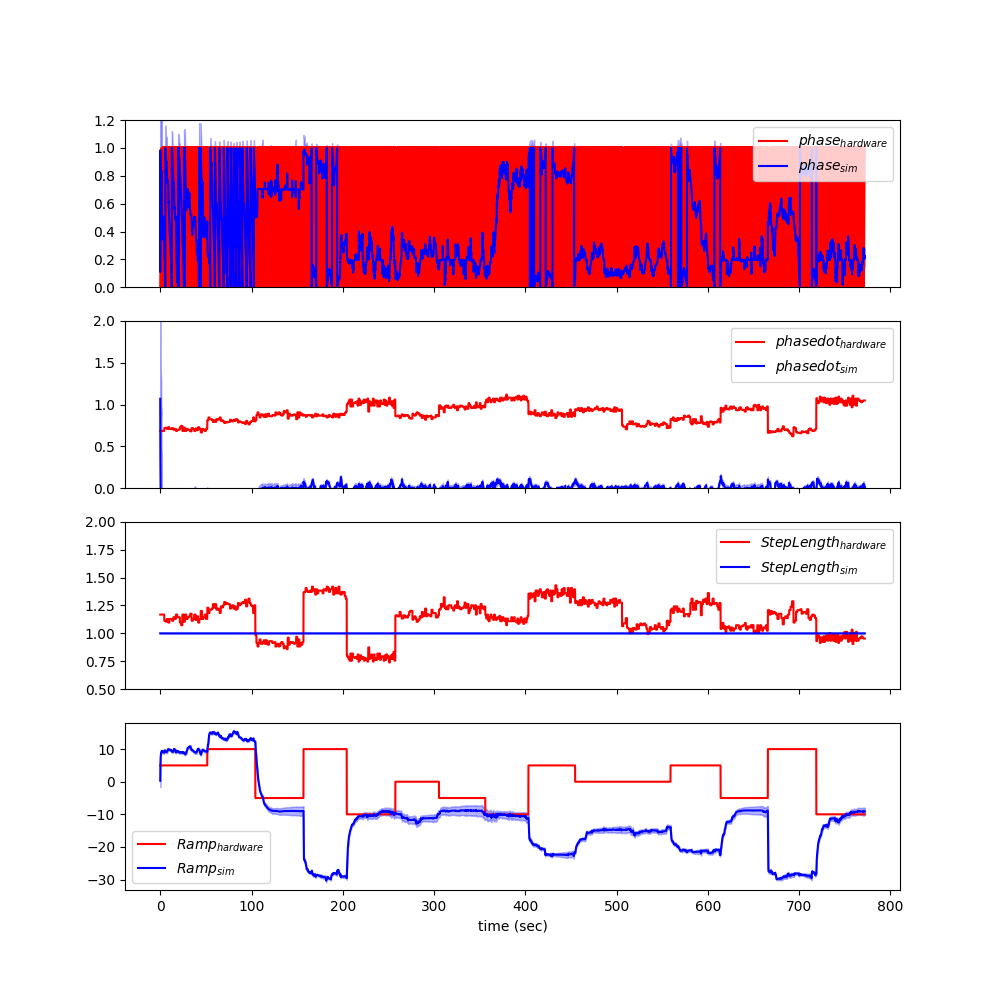 1.2
1.0
0.8
0.6
0.4
0.2
0.0
phase_hardware
phase_sim
2.0
1.5
1.0
0.5
0.0
phasedot_hardware
phasedot_sim
2.00
1.75
1.50
1.25
1.00
0.75
0.50
StepLength_hardware
StepLength_sim
10
0
−10
−20
−30
Ramp_hardware
Ramp_sim
0 100 200 300 400 500 600 700 800
time (sec)